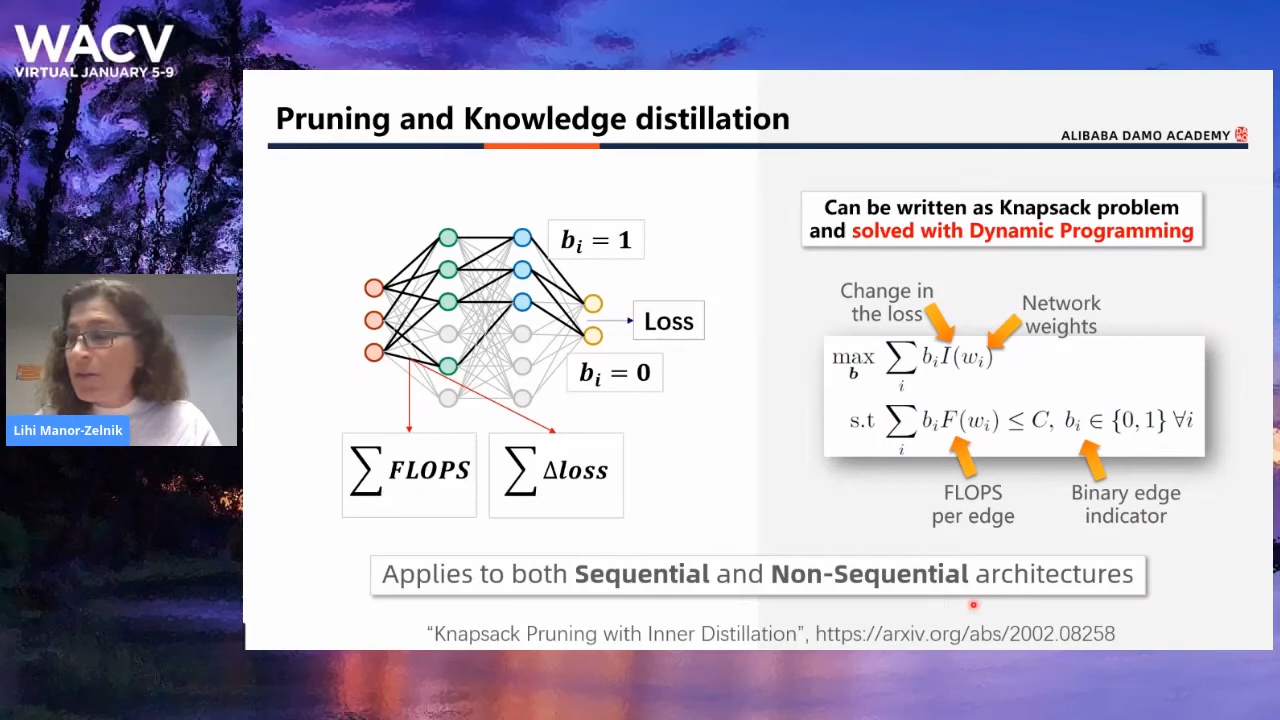 WACV
VIRTUAL JANUARY 5-9
Pruning and Knowledge distillation
ALIBABA DAMO ACADEMY
Can be written as Knapsack problem
and solved with Dynamic Programming
b_i = 1
Loss
b_i = 0
∑ FLOPS
∑ Δloss
Change in
the loss
Network
weights
max_b ∑_i b_i I(w_i)
s.t ∑_i b_i F(w_i) ≤ C, b_i ∈ {0, 1} ∀i
FLOPS
per edge
Binary edge
indicator
Lihi Manor-Zelnik
Applies to both Sequential and Non-Sequential architectures
“Knapsack Pruning with Inner Distillation”, https://arxiv.org/abs/2002.08258